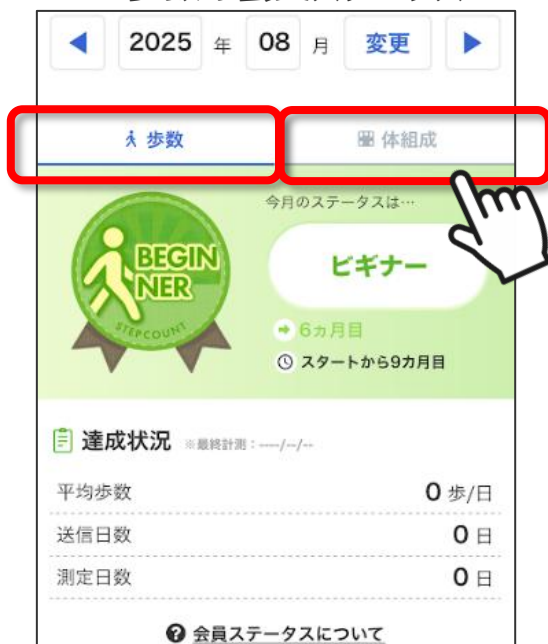 2025 年 08 月 変更
歩数 体組成
今月のステータスは…
BEGIN
NER
STEPCOUNT
ビギナー
6ヵ月目
スタートから9カ月目
達成状況 ※最終計測：----/--/--
平均歩数 0 歩/日
送信日数 0 日
測定日数 0 日
会員ステータスについて